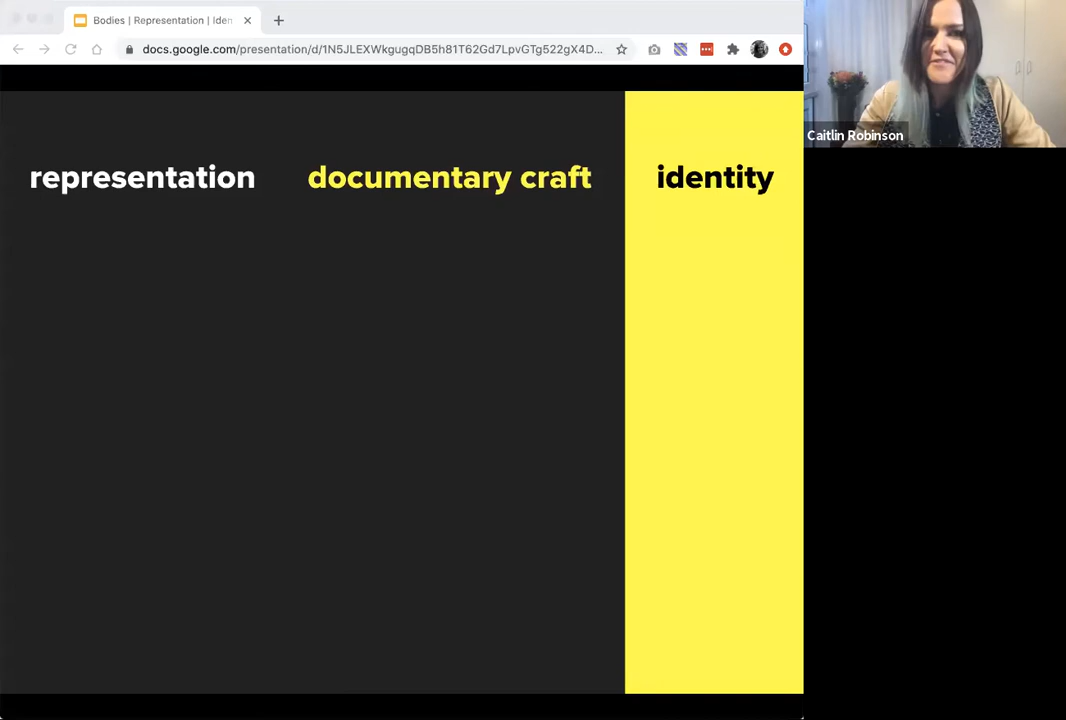 Bodies | Representation | Iden
docs.google.com/presentation/d/1N5JLEXWkgugqDB5h81T62Gd7LpvGTg522gX4D...
Caitlin Robinson
representation documentary craft identity